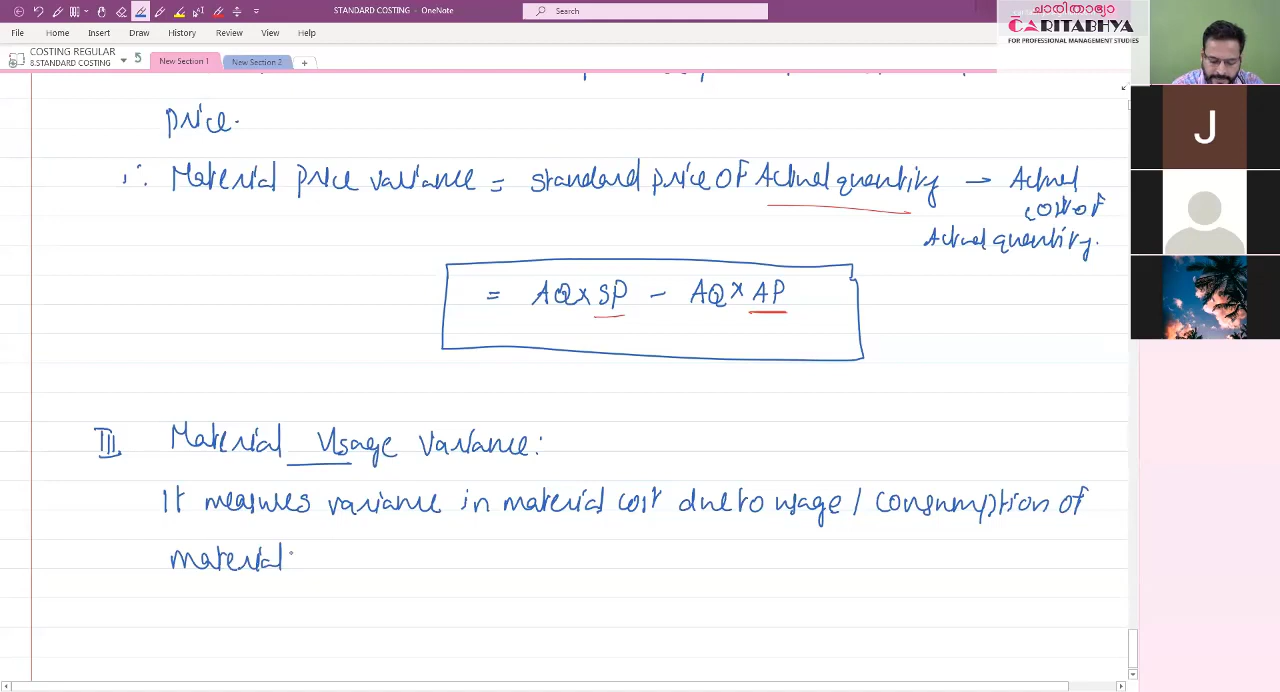 STANDARD COSTING - OneNote
Search
ചാരിതാഭ്യാ
CARITABHYA
FOR PROFESSIONAL MANAGEMENT STUDIES
File Home Insert Draw History Review View Help
COSTING REGULAR
8.STANDARD COSTING
New Section 1 New Section 2 +
price.
∴ Material price variance = standard price of Actual quantity — Actual
cost of
Actual quantity.
= AQ × SP – AQ × AP
III. Material Usage Variance:
It measures variance in material cost due to usage / consumption of
material.
J